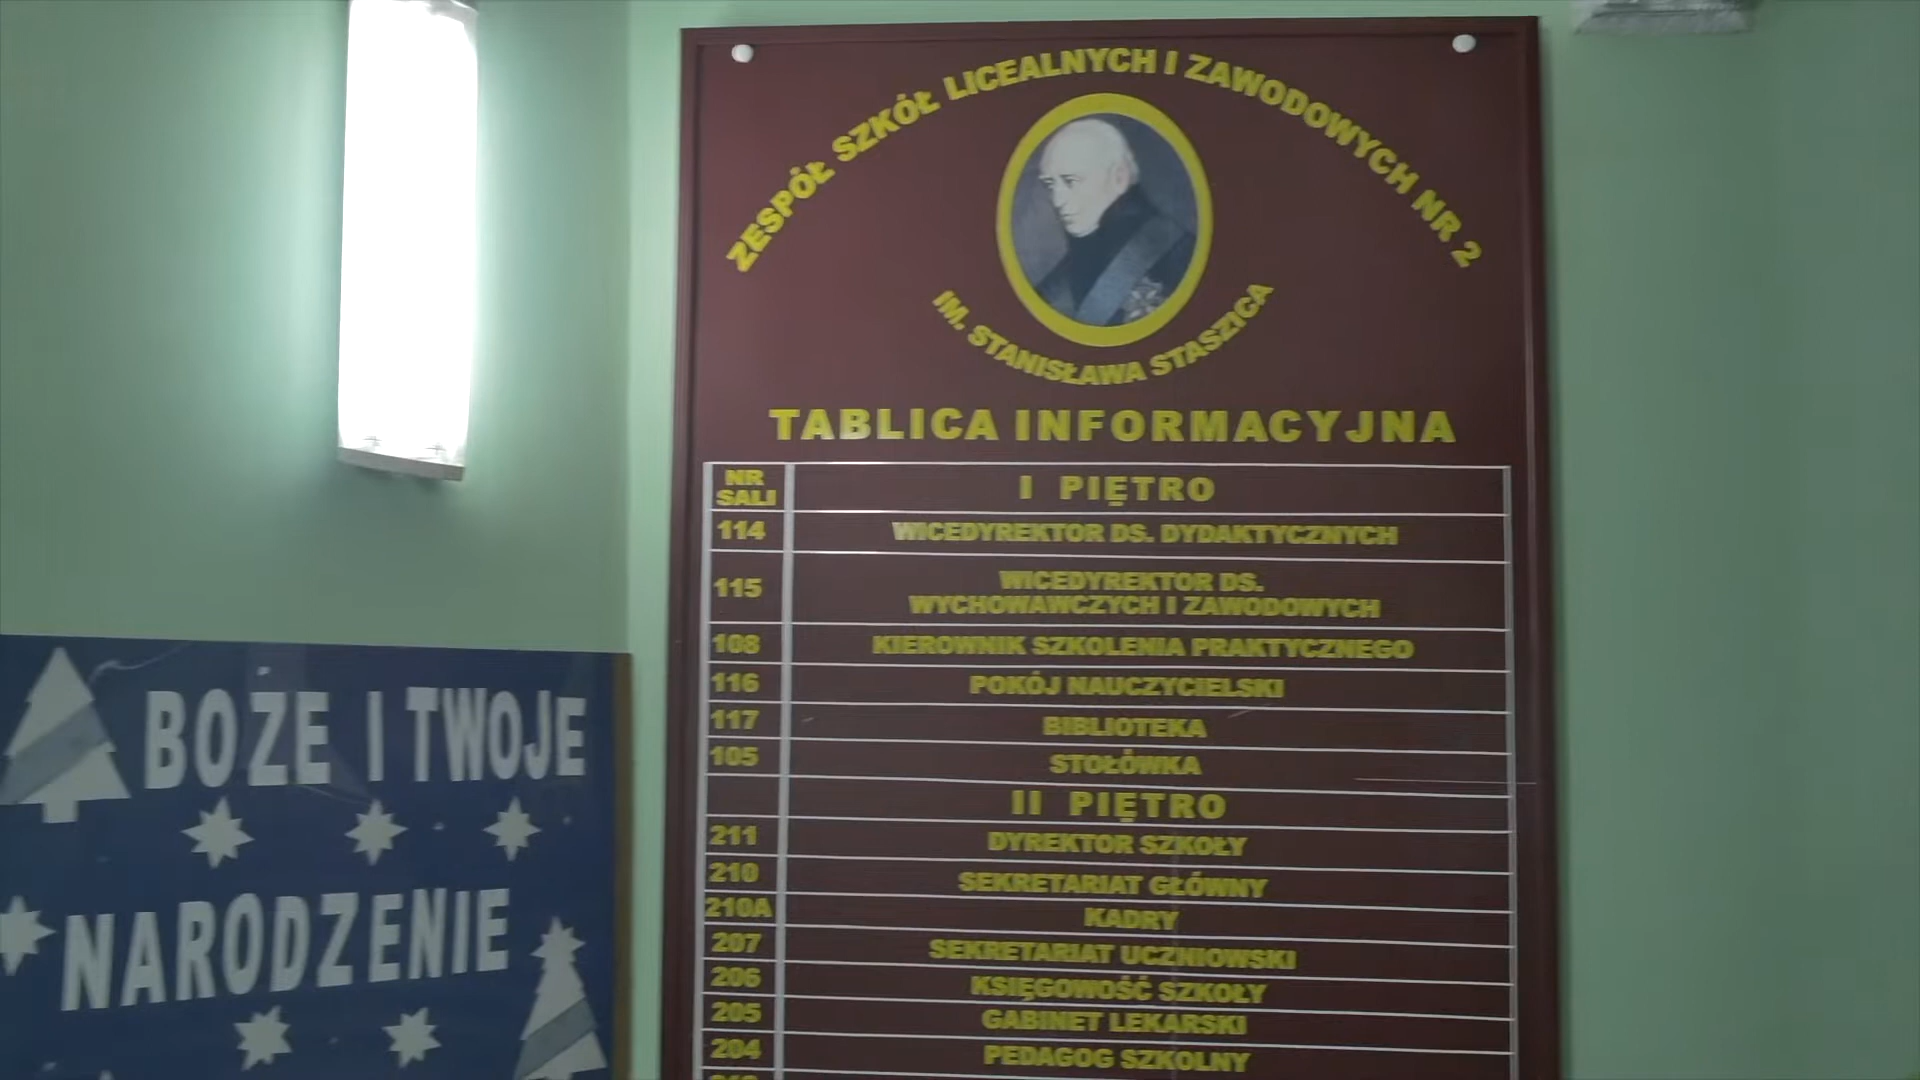 ZESPÓŁ SZKÓŁ LICEALNYCH I ZAWODOWYCH NR 2
IM. STANISŁAWA STASZICA
TABLICA INFORMACYJNA
NR SALI I PIĘTRO
114 WICEDYREKTOR DS. DYDAKTYCZNYCH
115 WICEDYREKTOR DS.
WYCHOWAWCZYCH I ZAWODOWYCH
108 KIEROWNIK SZKOLENIA PRAKTYCZNEGO
116 POKÓJ NAUCZYCIELSKI
117 BIBLIOTEKA
105 STOŁÓWKA
II PIĘTRO
211 DYREKTOR SZKOŁY
210 SEKRETARIAT GŁÓWNY
210A KADRY
207 SEKRETARIAT UCZNIOWSKI
206 KSIĘGOWOŚĆ SZKOŁY
205 GABINET LEKARSKI
204 PEDAGOG SZKOLNY
BOŻE I TWOJE
NARODZENIE